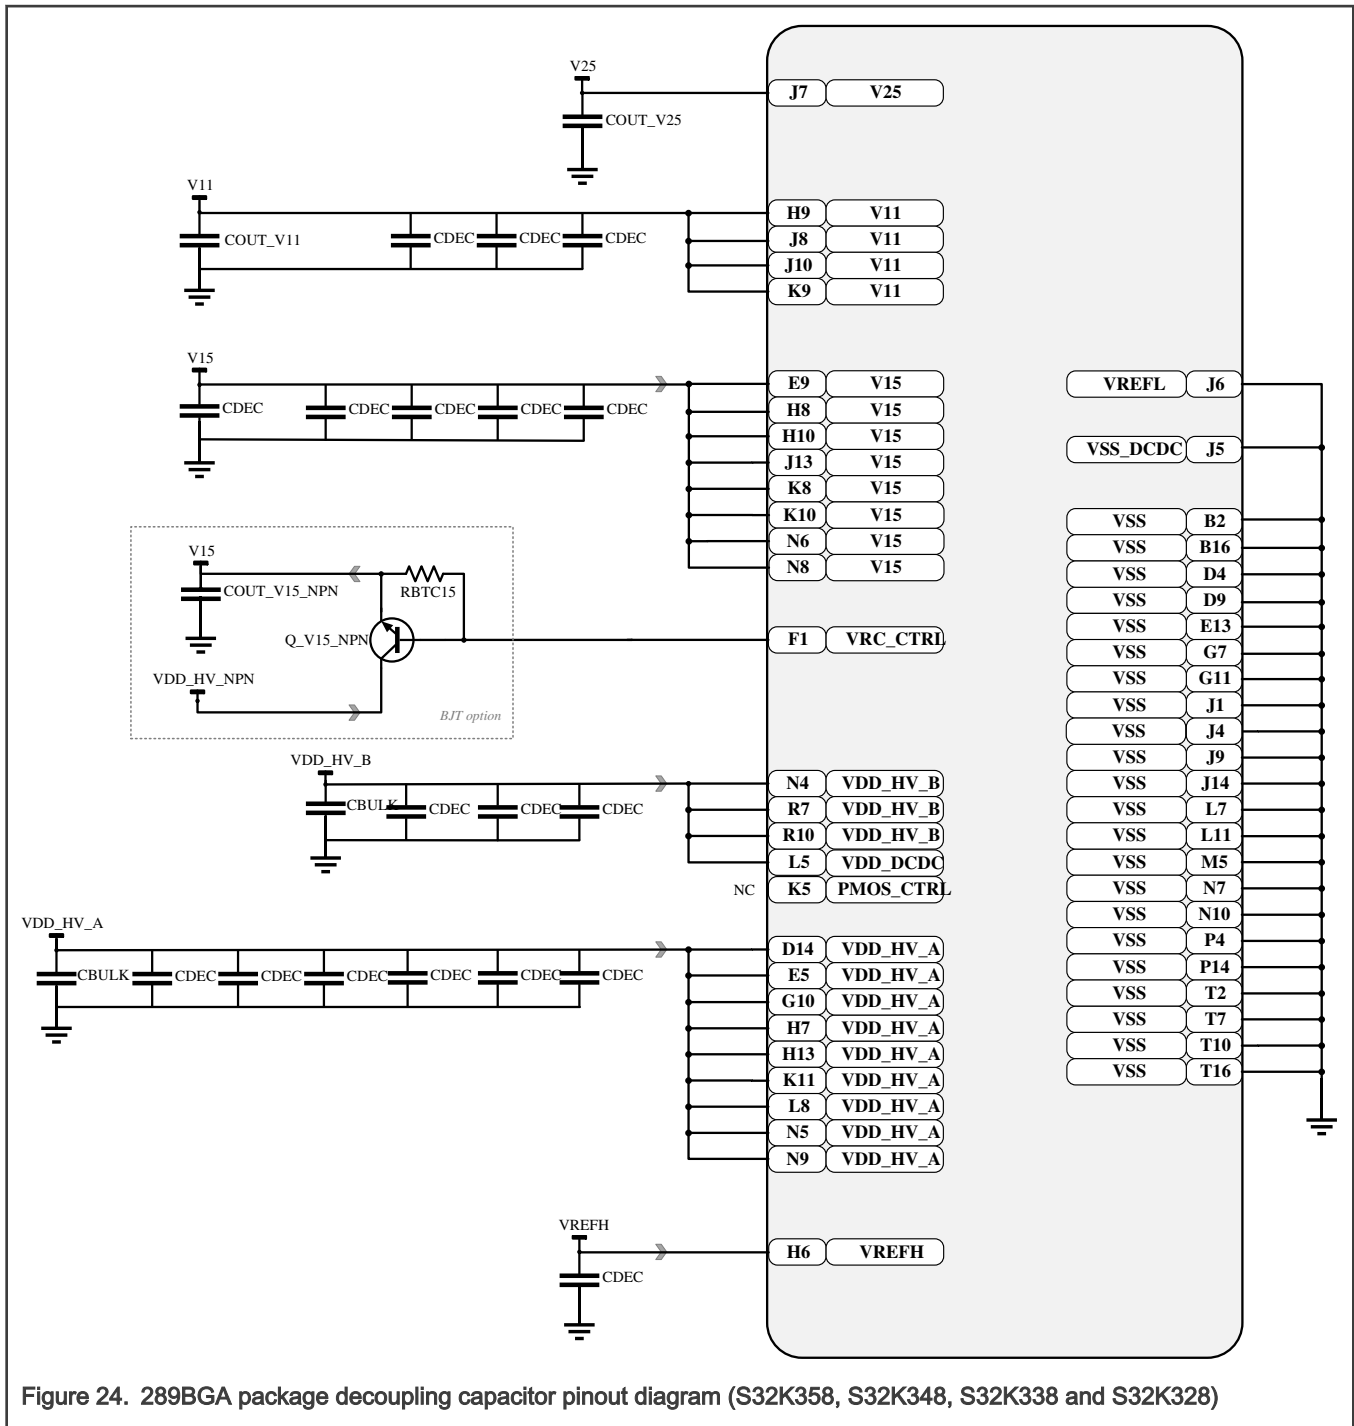 V25
J7 V25
COUT_V25
V11
H9 V11
COUT_V11 CDEC CDEC CDEC J8 V11
J10 V11
K9 V11
V15
E9 V15 VREFL J6
CDEC CDEC CDEC CDEC CDEC H8 V15
H10 V15
J13 V15 VSS_DCDC J5
K8 V15
K10 V15 VSS B2
N6 V15 VSS B16
V15 N8 V15 VSS D4
COUT_V15_NPN RBTC15 VSS D9
VSS E13
Q_V15_NPN F1 VRC_CTRL VSS G7
VDD_HV_NPN VSS G11
VSS J1
BJT option VSS J4
VDD_HV_B VSS J9
N4 VDD_HV_B VSS J14
CBULK CDEC CDEC CDEC R7 VDD_HV_B VSS L7
R10 VDD_HV_B VSS L11
L5 VDD_DCDC VSS M5
NC K5 PMOS_CTRL VSS N7
VDD_HV_A VSS N10
D14 VDD_HV_A VSS P4
CBULK CDEC CDEC CDEC CDEC CDEC CDEC E5 VDD_HV_A VSS P14
G10 VDD_HV_A VSS T2
H7 VDD_HV_A VSS T7
H13 VDD_HV_A VSS T10
K11 VDD_HV_A VSS T16
L8 VDD_HV_A
N5 VDD_HV_A
N9 VDD_HV_A
VREFH
H6 VREFH
CDEC
Figure 24. 289BGA package decoupling capacitor pinout diagram (S32K358, S32K348, S32K338 and S32K328)